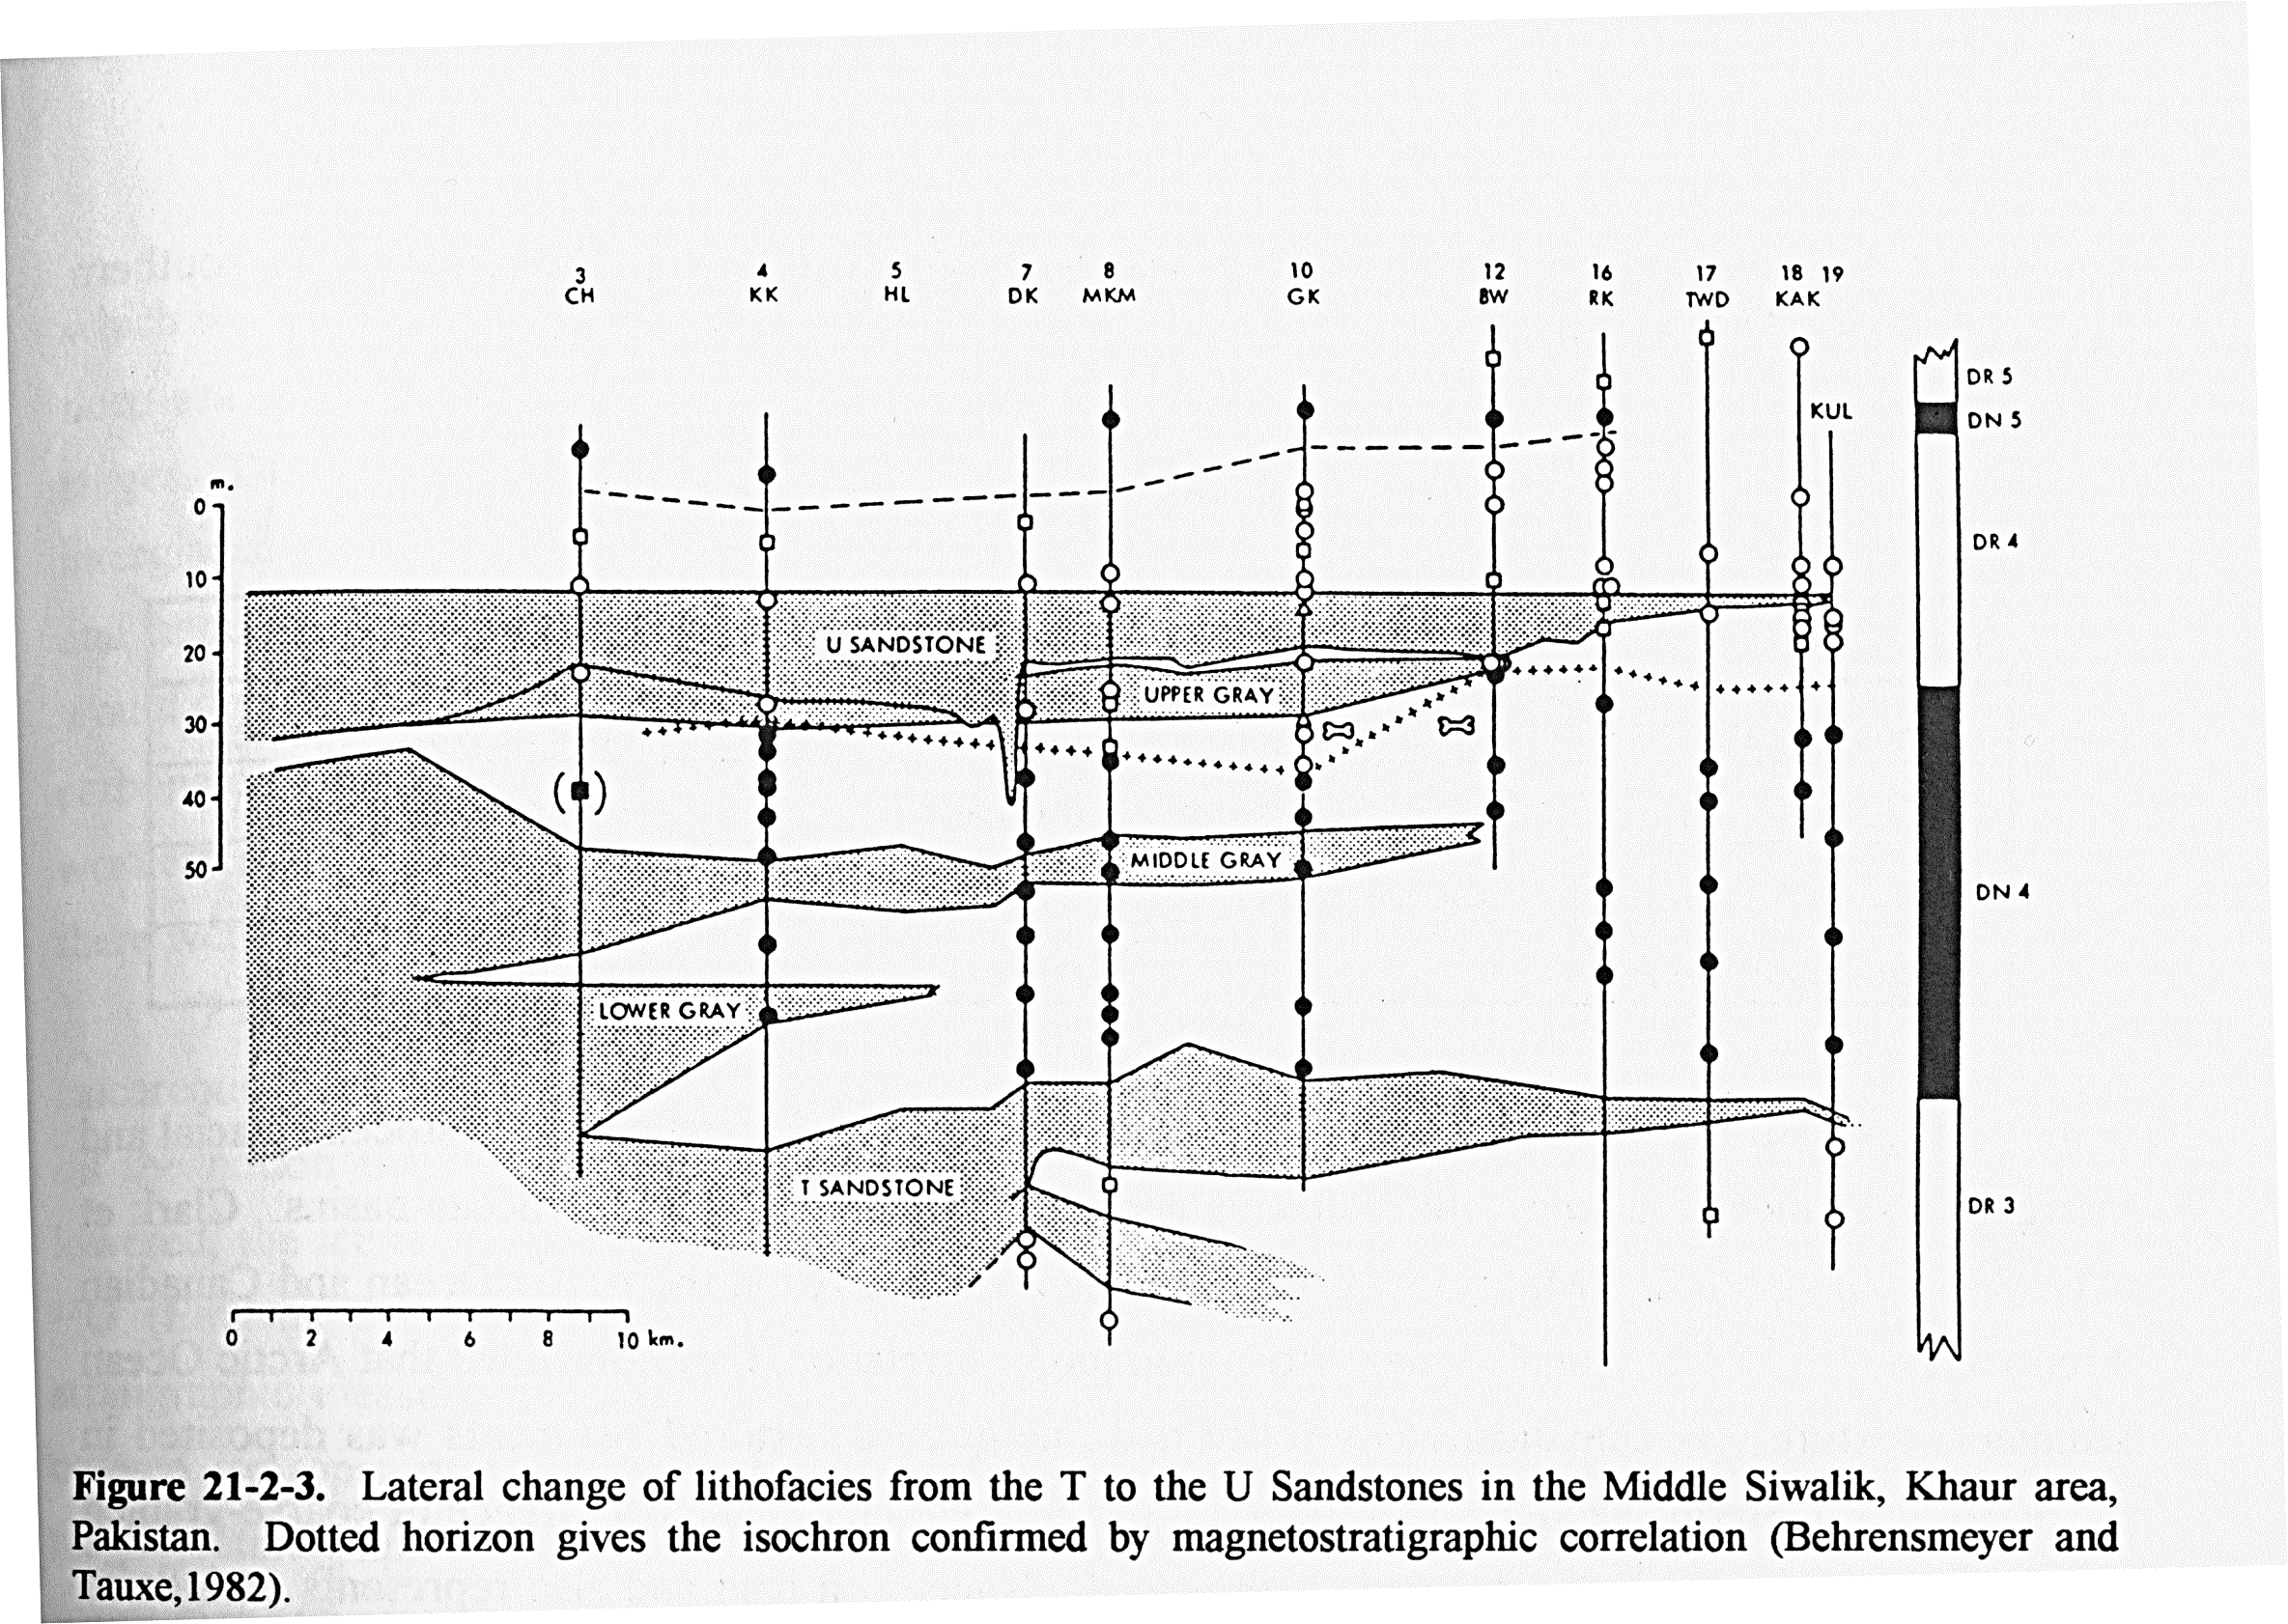 3 4 5 7 8 10 12 16 17 18 19
CH KK HL DK MKM GK BW RK TWD KAK
KUL
DR 5
DN 5
m.
0
DR 4
10
20
U SANDSTONE
UPPER GRAY
30
40
50
MIDDLE GRAY
DN 4
LOWER GRAY
T SANDSTONE
DR 3
0 2 4 6 8 10 km.
Figure 21-2-3. Lateral change of lithofacies from the T to the U Sandstones in the Middle Siwalik, Khaur area,
Pakistan. Dotted horizon gives the isochron confirmed by magnetostratigraphic correlation (Behrensmeyer and
Tauxe,1982).